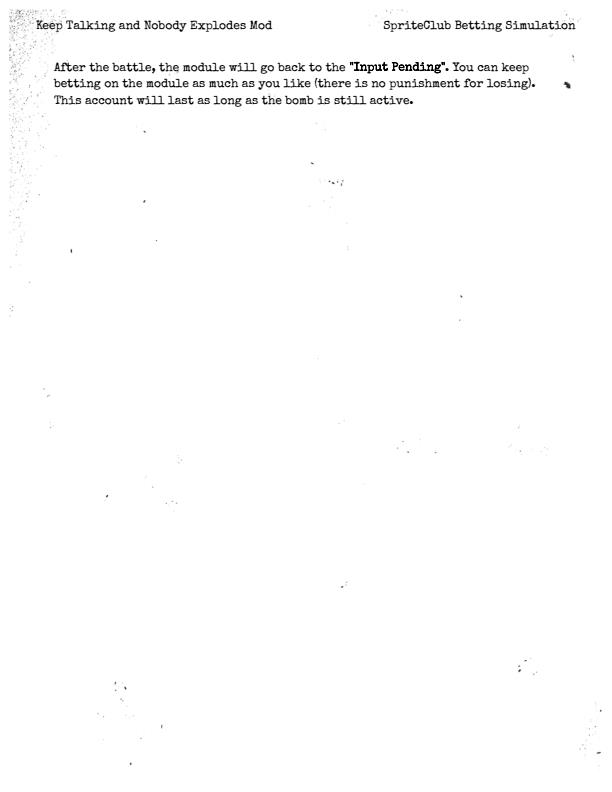 Keep Talking and Nobody Explodes Mod
SpriteClub Betting Simulation
After the battle, the module will go back to the "Input Pending". You can keep
betting on the module as much as you like (there is no punishment for losing).
This account will last as long as the bomb is still active.